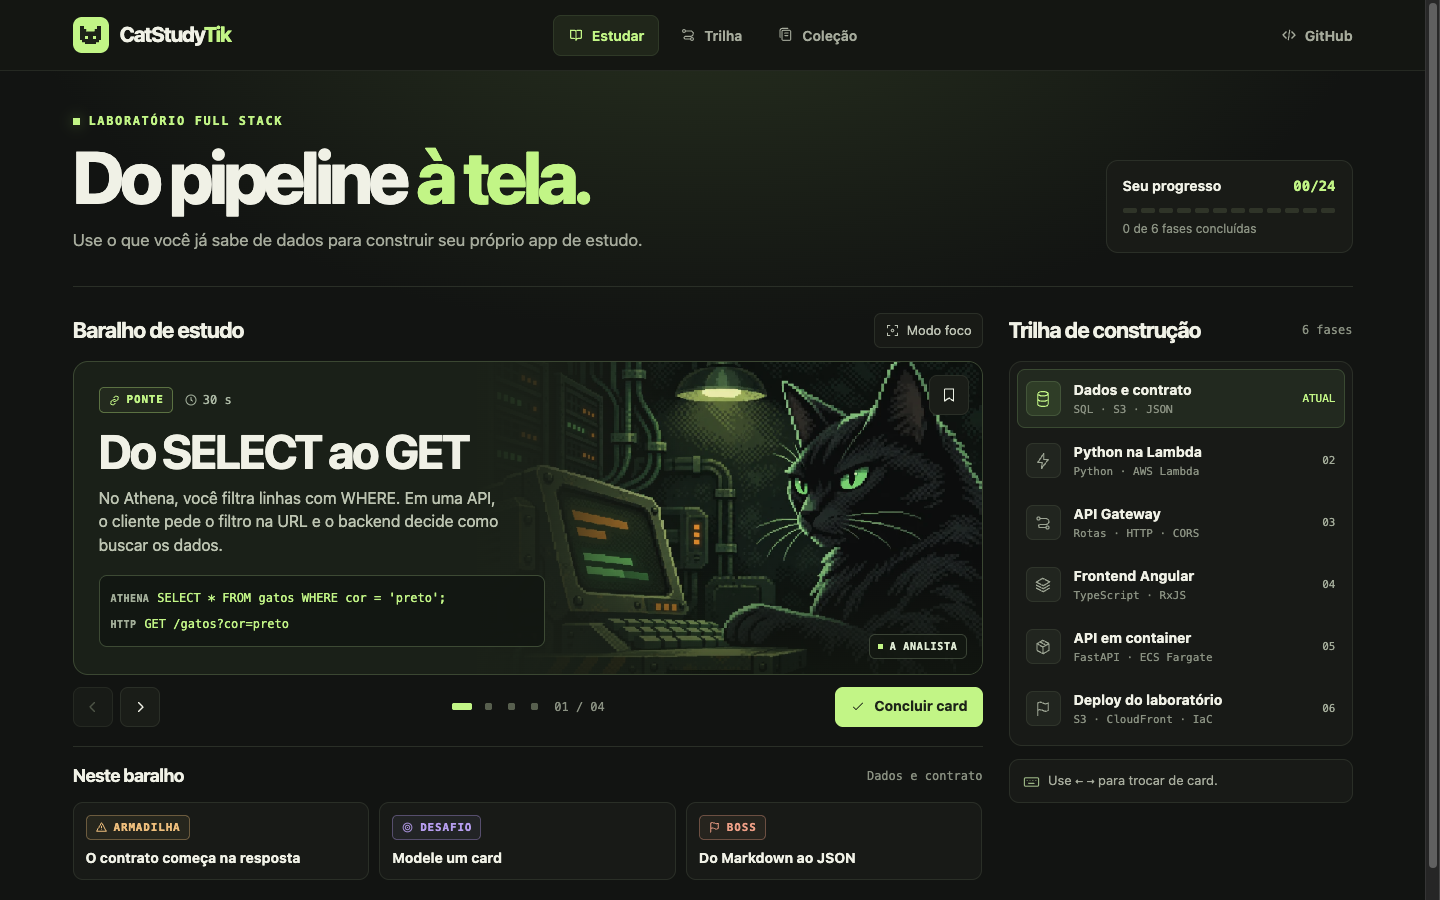 CatStudyTik
Estudar
Trilha
Coleção
GitHub
LABORATÓRIO FULL STACK
Do pipeline à tela.
Use o que você já sabe de dados para construir seu próprio app de estudo.
Seu progresso
00/24
0 de 6 fases concluídas
Baralho de estudo
Modo foco
PONTE
30 s
Do SELECT ao GET
No Athena, você filtra linhas com WHERE. Em uma API,
o cliente pede o filtro na URL e o backend decide como
buscar os dados.
ATHENA SELECT * FROM gatos WHERE cor = 'preto';
HTTP GET /gatos?cor=preto
A ANALISTA
01 / 04
Concluir card
Neste baralho
Dados e contrato
ARMADILHA
O contrato começa na resposta
DESAFIO
Modele um card
BOSS
Do Markdown ao JSON
Trilha de construção
6 fases
Dados e contrato
SQL · S3 · JSON
ATUAL
Python na Lambda
Python · AWS Lambda
02
API Gateway
Rotas · HTTP · CORS
03
Frontend Angular
TypeScript · RxJS
04
API em container
FastAPI · ECS Fargate
05
Deploy do laboratório
S3 · CloudFront · IaC
06
Use ← → para trocar de card.